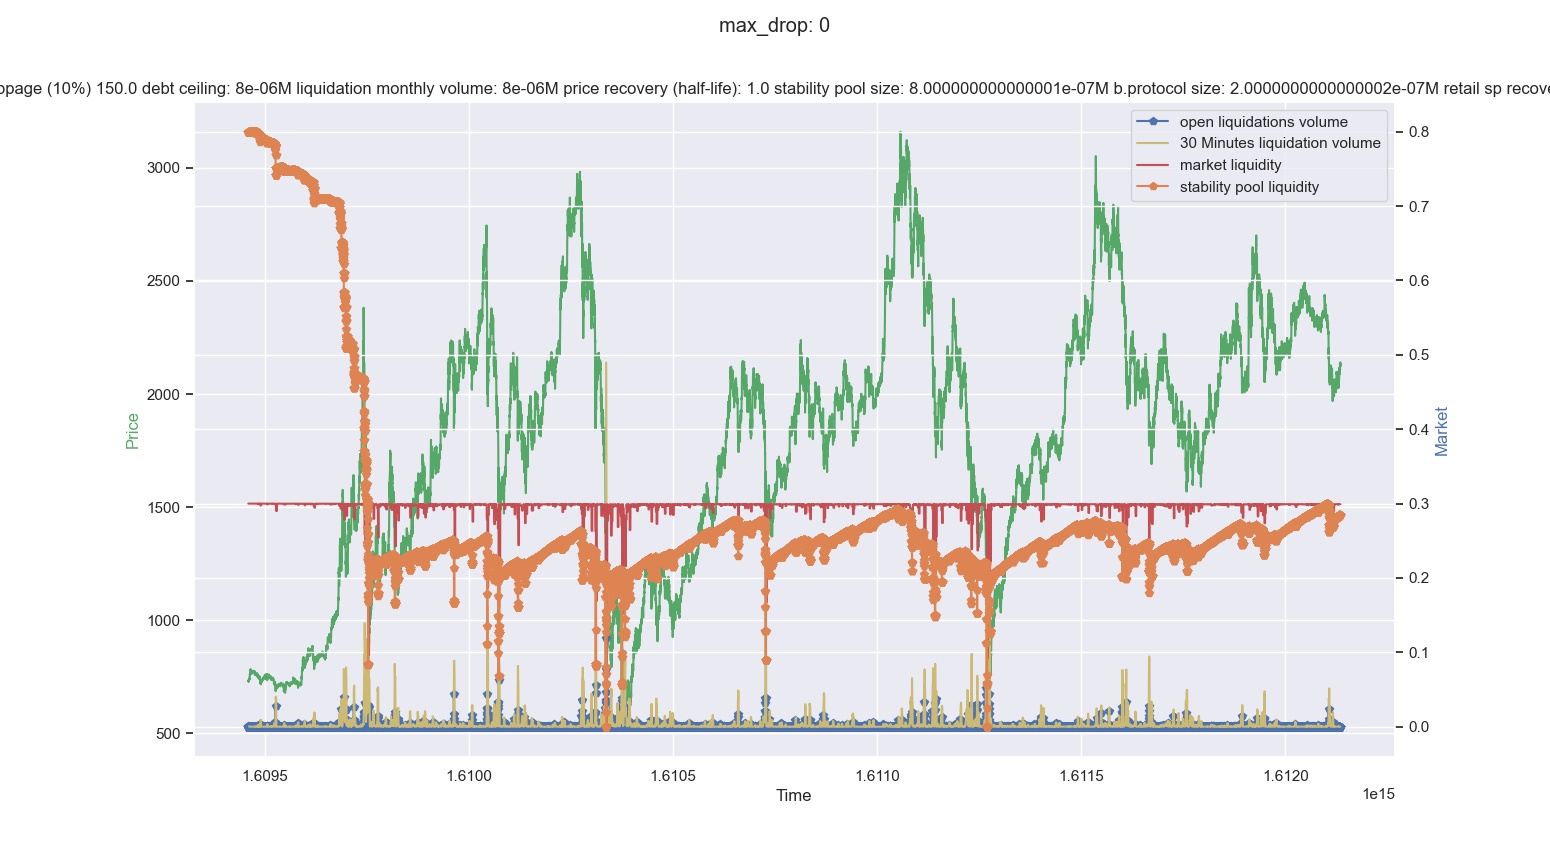 max_drop: 0
opage (10%) 150.0 debt ceiling: 8e-06M liquidation monthly volume: 8e-06M price recovery (half-life): 1.0 stability pool size: 8.000000000000001e-07M b.protocol size: 2.0000000000000002e-07M retail sp recove
open liquidations volume
30 Minutes liquidation volume
market liquidity
stability pool liquidity
3000
2500
2000
1500
1000
500
Price
0.8
0.7
0.6
0.5
0.4
0.3
0.2
0.1
0.0
Market
1.6095 1.6100 1.6105 1.6110 1.6115 1.6120
Time
1e15